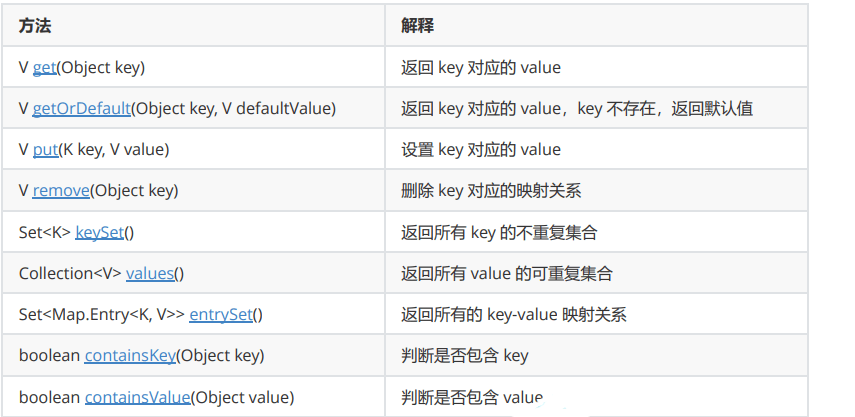 方法 解释
V get(Object key) 返回 key 对应的 value
V getOrDefault(Object key, V defaultValue) 返回 key 对应的 value，key 不存在，返回默认值
V put(K key, V value) 设置 key 对应的 value
V remove(Object key) 删除 key 对应的映射关系
Set<K> keySet() 返回所有 key 的不重复集合
Collection<V> values() 返回所有 value 的可重复集合
Set<Map.Entry<K, V>> entrySet() 返回所有的 key-value 映射关系
boolean containsKey(Object key) 判断是否包含 key
boolean containsValue(Object value) 判断是否包含 value